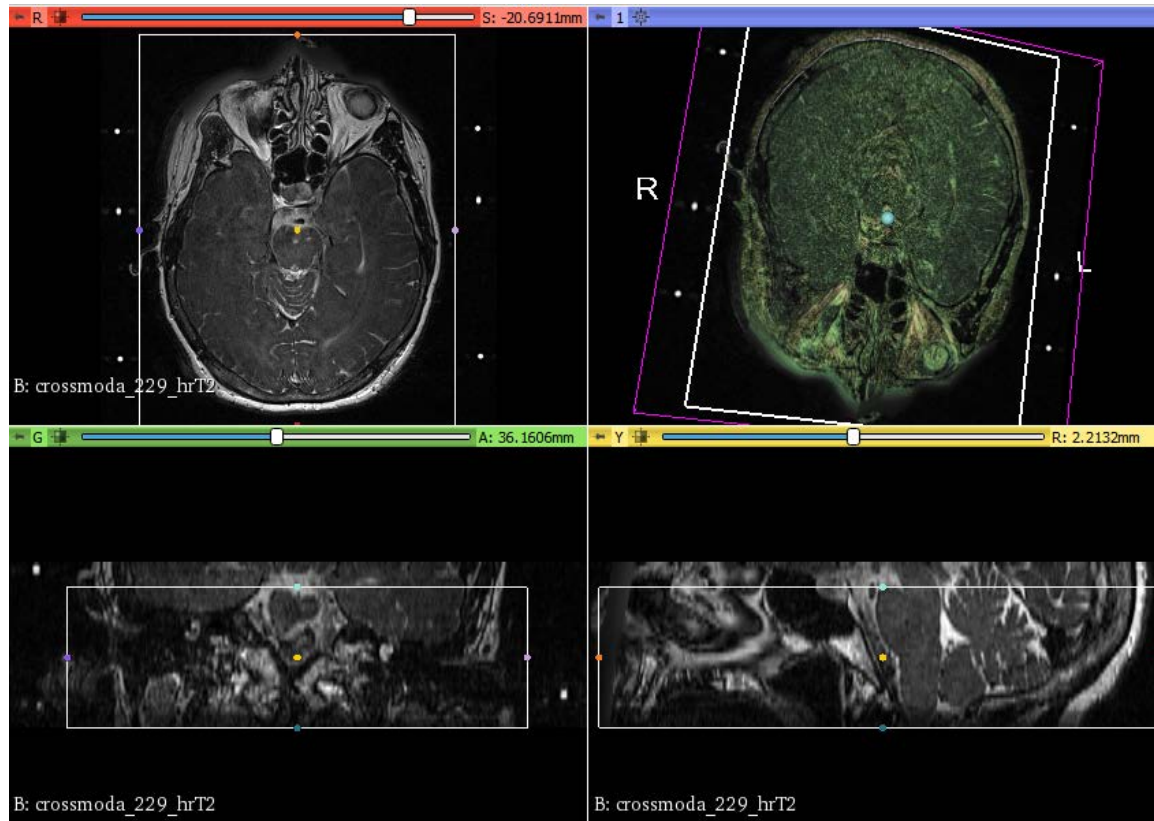 R S: -20.6911mm
1
R
L
B: crossmoda_229_hrT2
G A: 36.1606mm
Y R: 2.2132mm
B: crossmoda_229_hrT2
B: crossmoda_229_hrT2